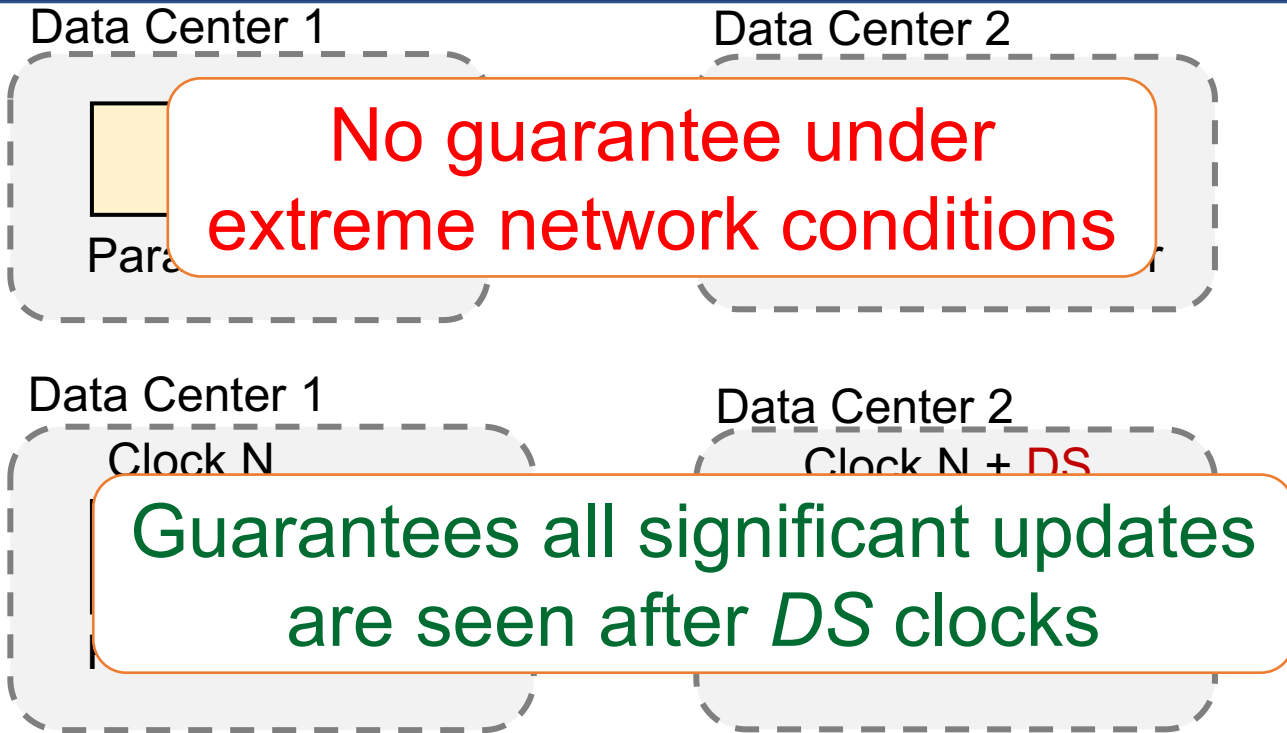 Data Center 1
Data Center 2
No guarantee under
extreme network conditions
Data Center 1
Data Center 2
Clock N
Clock N + DS
Guarantees all significant updates
are seen after DS clocks